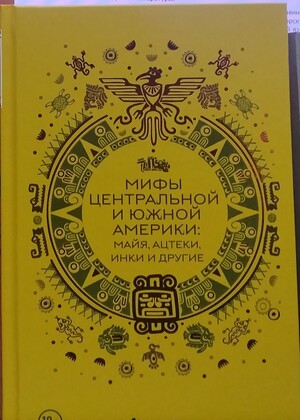 МИФЫ
ЦЕНТРАЛЬНОЙ
И ЮЖНОЙ
АМЕРИКИ:
МАЙЯ, АЦТЕКИ,
ИНКИ И ДРУГИЕ